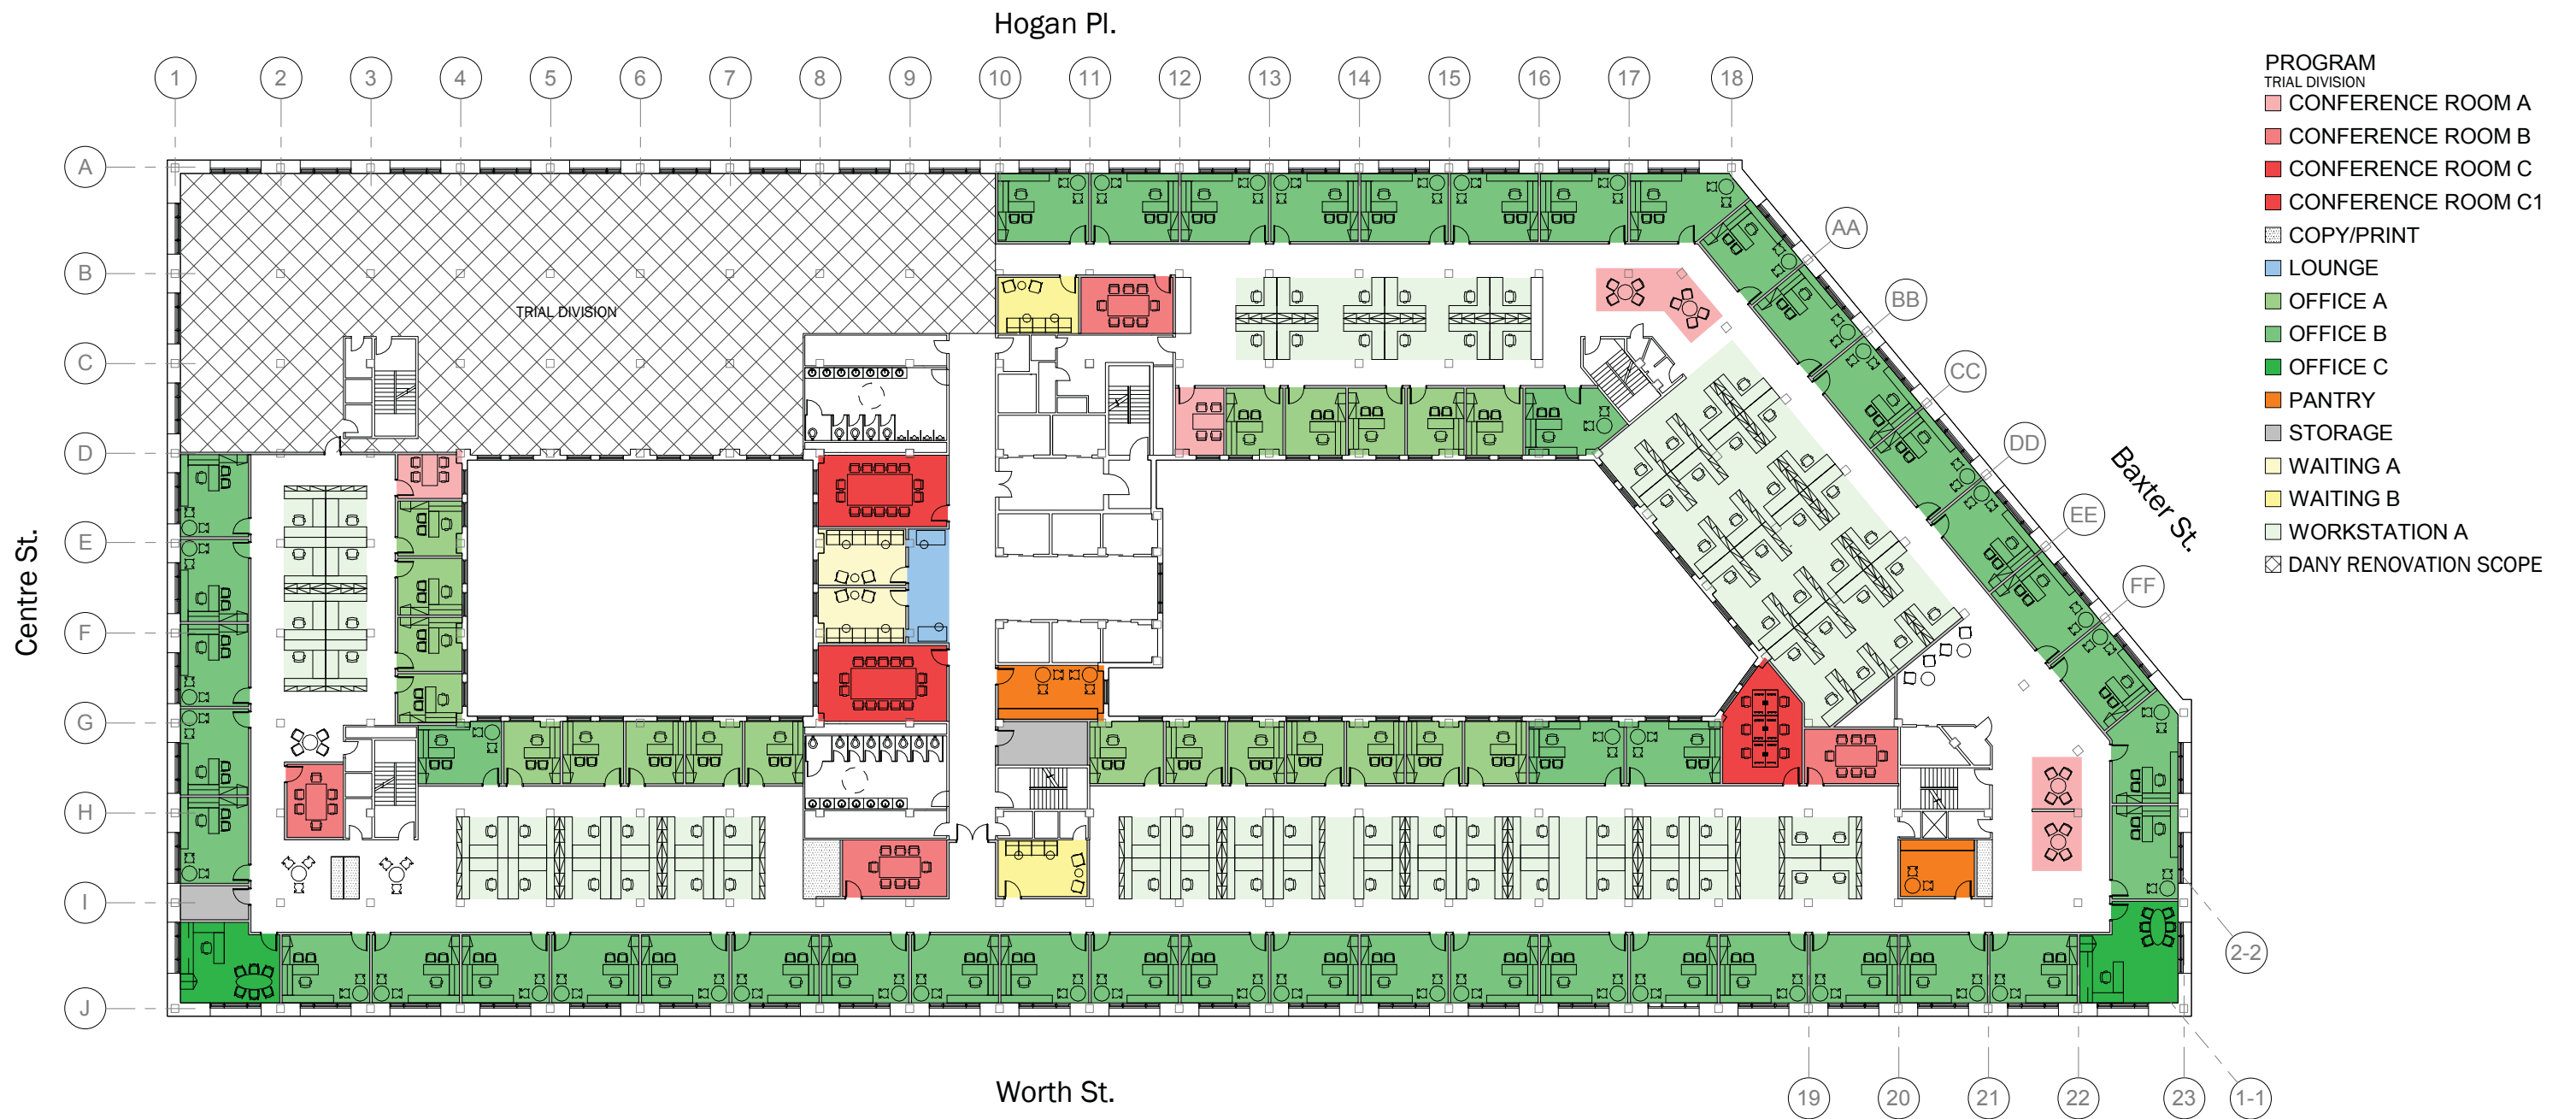 Hogan Pl.
1 2 3 4 5 6 7 8 9 10 11 12 13 14 15 16 17 18
A
B
C
D
E
F
G
H
I
J
AA
BB
CC
DD
EE
FF
2-2
19 20 21 22 23 1-1
TRIAL DIVISION
Centre St.
Baxter St.
Worth St.
PROGRAM
TRIAL DIVISION
CONFERENCE ROOM A
CONFERENCE ROOM B
CONFERENCE ROOM C
CONFERENCE ROOM C1
COPY/PRINT
LOUNGE
OFFICE A
OFFICE B
OFFICE C
PANTRY
STORAGE
WAITING A
WAITING B
WORKSTATION A
DANY RENOVATION SCOPE